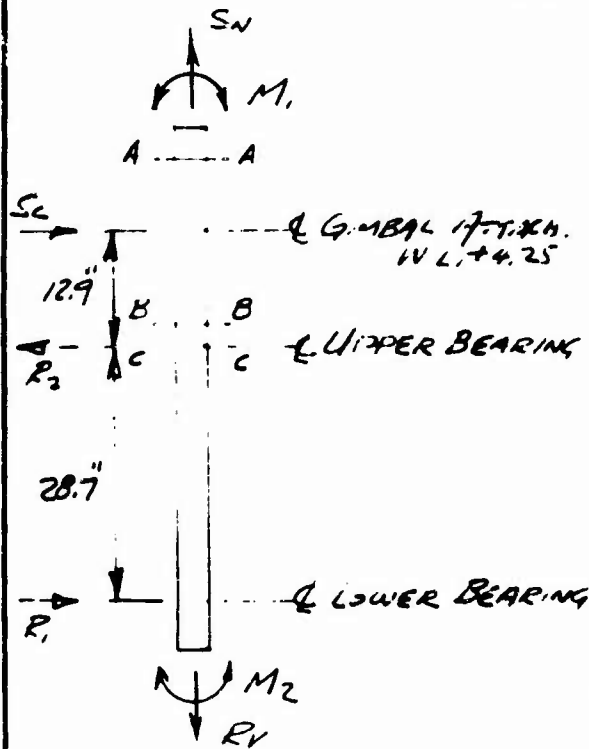 SN
M1
A A
SC
℄ GIMBAL ATTACH.
W L. +4.25
12.9"
B B
℄ UPPER BEARING
R2
C C
28.7"
℄ LOWER BEARING
R1
M2
RV